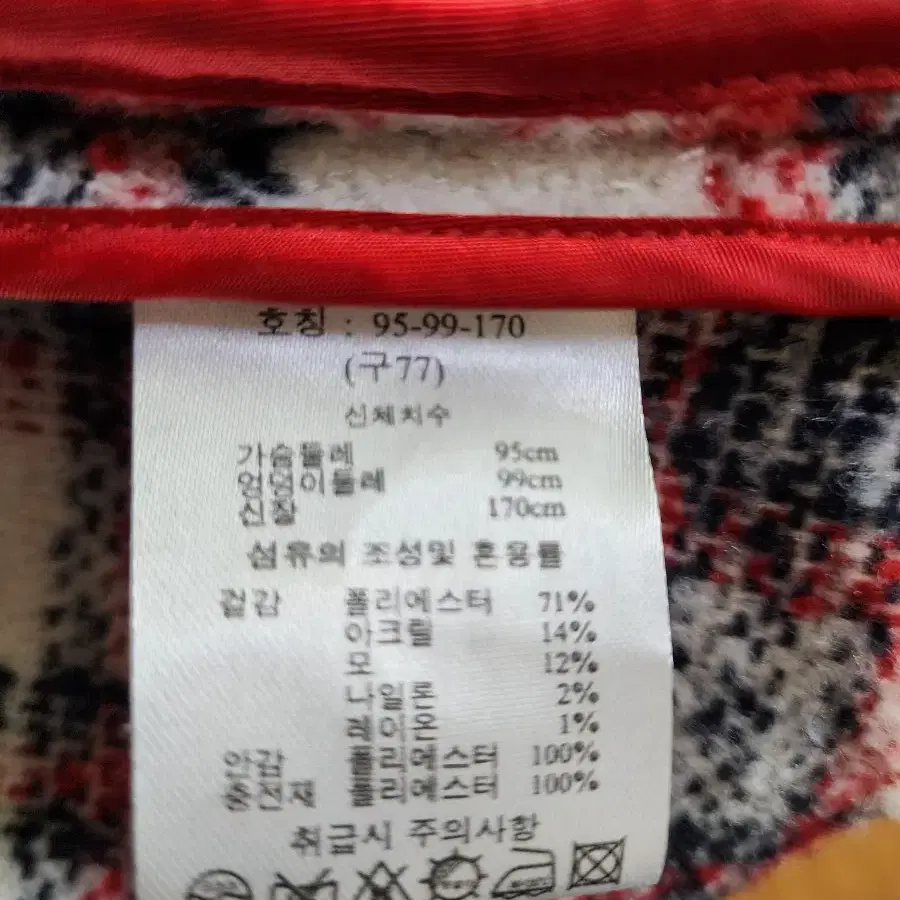 호칭 : 95-99-170
(구77)
신체치수
가슴둘레 95cm
엉덩이둘레 99cm
신장 170cm
섬유의 조성및 혼용률
겉감 폴리에스터 71%
아크릴 14%
모 12%
나일론 2%
레이온 1%
안감 폴리에스터 100%
충전재 폴리에스터 100%
취급시 주의사항